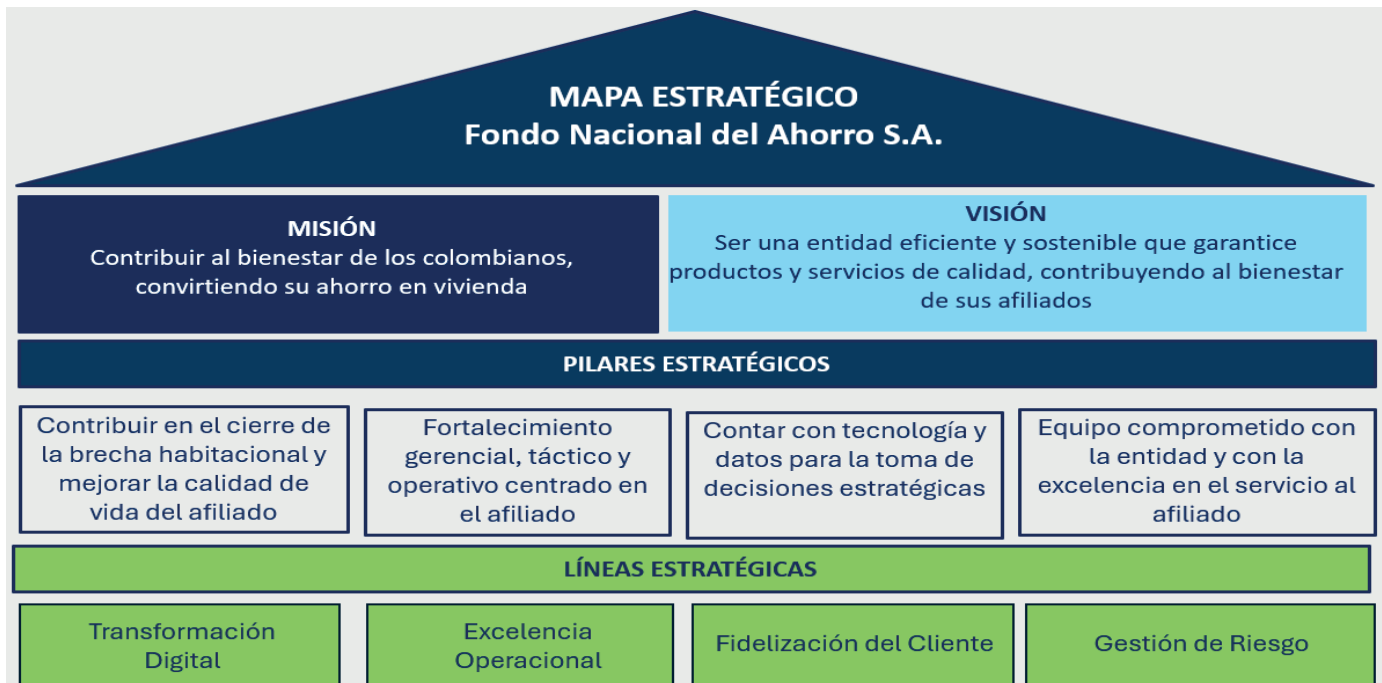 MAPA ESTRATÉGICO
Fondo Nacional del Ahorro S.A.
MISIÓN
Contribuir al bienestar de los colombianos,
convirtiendo su ahorro en vivienda
VISIÓN
Ser una entidad eficiente y sostenible que garantice
productos y servicios de calidad, contribuyendo al bienestar
de sus afiliados
PILARES ESTRATÉGICOS
Contribuir en el cierre de
la brecha habitacional y
mejorar la calidad de
vida del afiliado
Fortalecimiento
gerencial, táctico y
operativo centrado en
el afiliado
Contar con tecnología y
datos para la toma de
decisiones estratégicas
Equipo comprometido con
la entidad y con la
excelencia en el servicio al
afiliado
LÍNEAS ESTRATÉGICAS
Transformación
Digital
Excelencia
Operacional
Fidelización del Cliente
Gestión de Riesgo